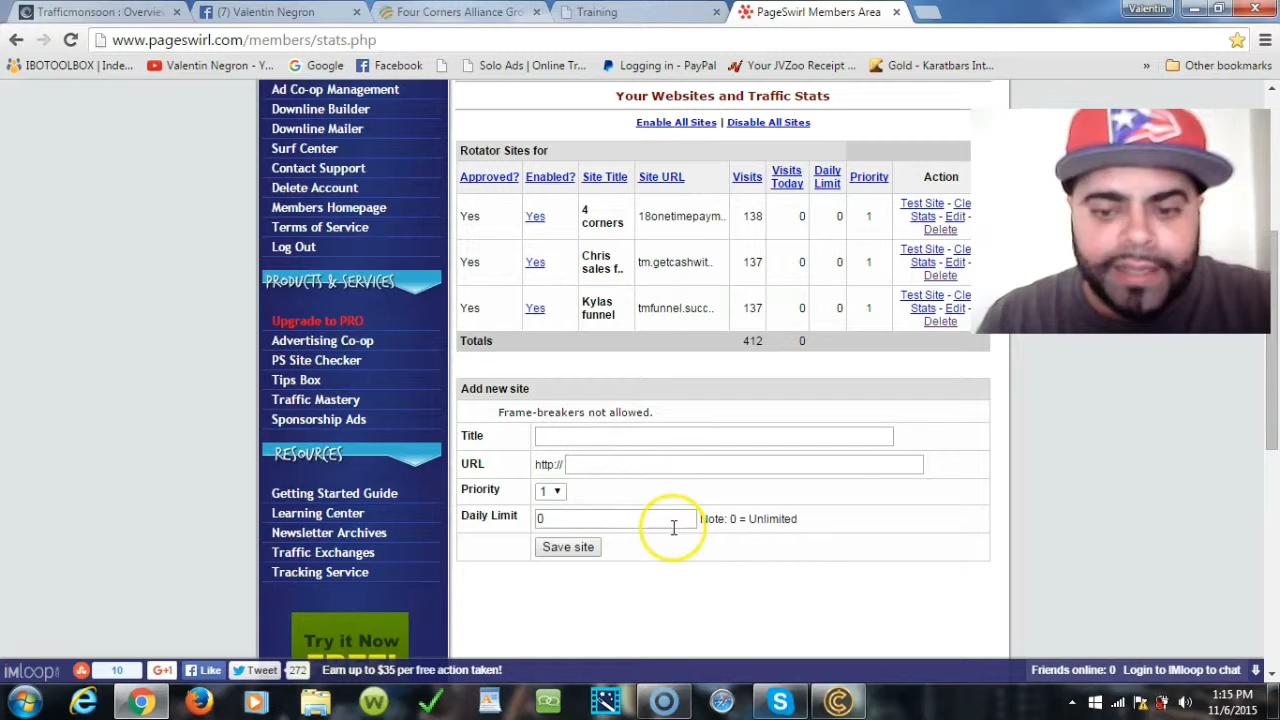 Trafficmonsoon : Overvie
(7) Valentin Negron
Four Corners Alliance Gro
Training
PageSwirl Members Area
Valentin
www.pageswirl.com/members/stats.php
IBOTOOLBOX | Inde...
Valentin Negron - Y...
Google
Facebook
Solo Ads | Online Tr...
Logging in - PayPal
Your JVZoo Receipt ...
Gold - Karatbars Int...
»
Other bookmarks
Ad Co-op Management
Downline Builder
Downline Mailer
Surf Center
Contact Support
Delete Account
Members Homepage
Terms of Service
Log Out
PRODUCTS & SERVICES
Upgrade to PRO
Advertising Co-op
PS Site Checker
Tips Box
Traffic Mastery
Sponsorship Ads
RESOURCES
Getting Started Guide
Learning Center
Newsletter Archives
Traffic Exchanges
Tracking Service
Try it Now
Your Websites and Traffic Stats
Enable All Sites | Disable All Sites
Rotator Sites for
Approved? Enabled? Site Title Site URL Visits Visits Today Daily Limit Priority Action
Yes Yes 4 corners 18onetimepaym.. 138 0 0 1 Test Site - Cle Stats - Edit - Delete
Yes Yes Chris sales f.. tm.getcashwit.. 137 0 0 1 Test Site - Cle Stats - Edit - Delete
Yes Yes Kylas funnel tmfunnel.succ.. 137 0 0 1 Test Site - Cle Stats - Edit - Delete
Totals 412 0
Add new site
Frame-breakers not allowed.
Title
URL http://
Priority 1
Daily Limit 0 Note: 0 = Unlimited
Save site
iMloop
10
G+1
Like
Tweet
272
Earn up to $35 per free action taken!
Friends online: 0
Login to IMloop to chat
1:15 PM
11/6/2015